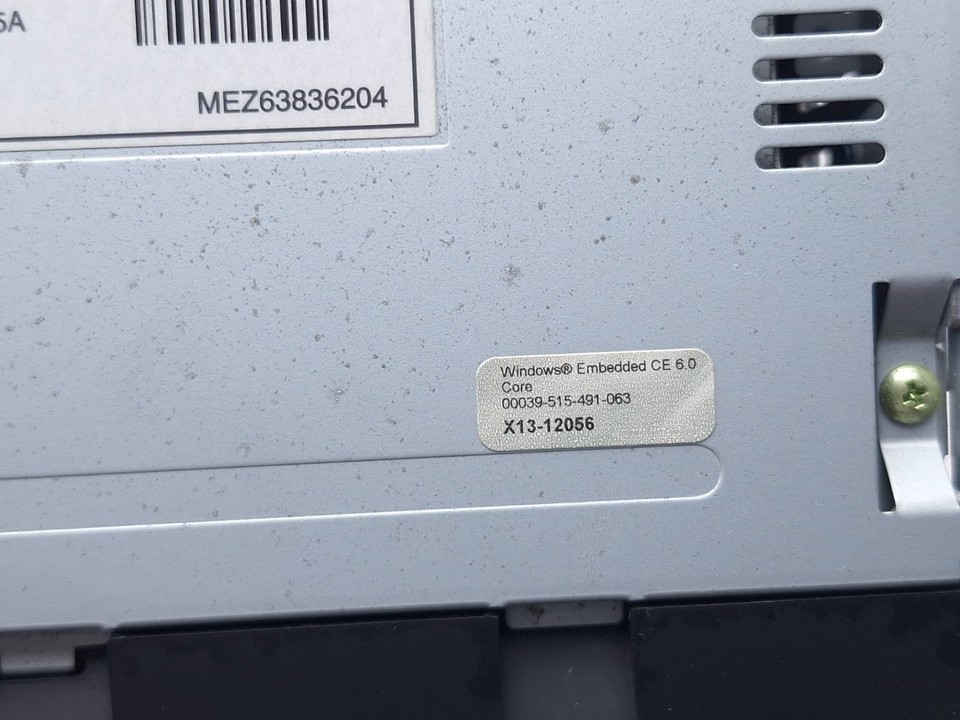 5A
MEZ63836204
Windows® Embedded CE 6.0
Core
00039-515-491-063
X13-12056